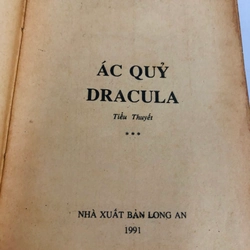 ÁC QUỶ
DRACULA
Tiểu Thuyết
***
NHÀ XUẤT BẢN LONG AN
1991